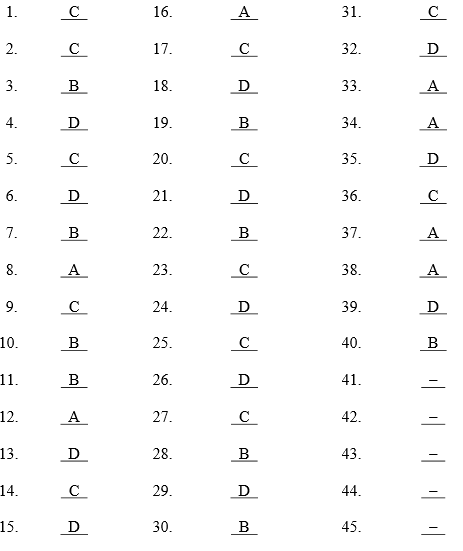 1. C 16. A 31. C
2. C 17. C 32. D
3. B 18. D 33. A
4. D 19. B 34. A
5. C 20. C 35. D
6. D 21. D 36. C
7. B 22. B 37. A
8. A 23. C 38. A
9. C 24. D 39. D
10. B 25. C 40. B
11. B 26. D 41. –
12. A 27. C 42. –
13. D 28. B 43. –
14. C 29. D 44. –
15. D 30. B 45. –